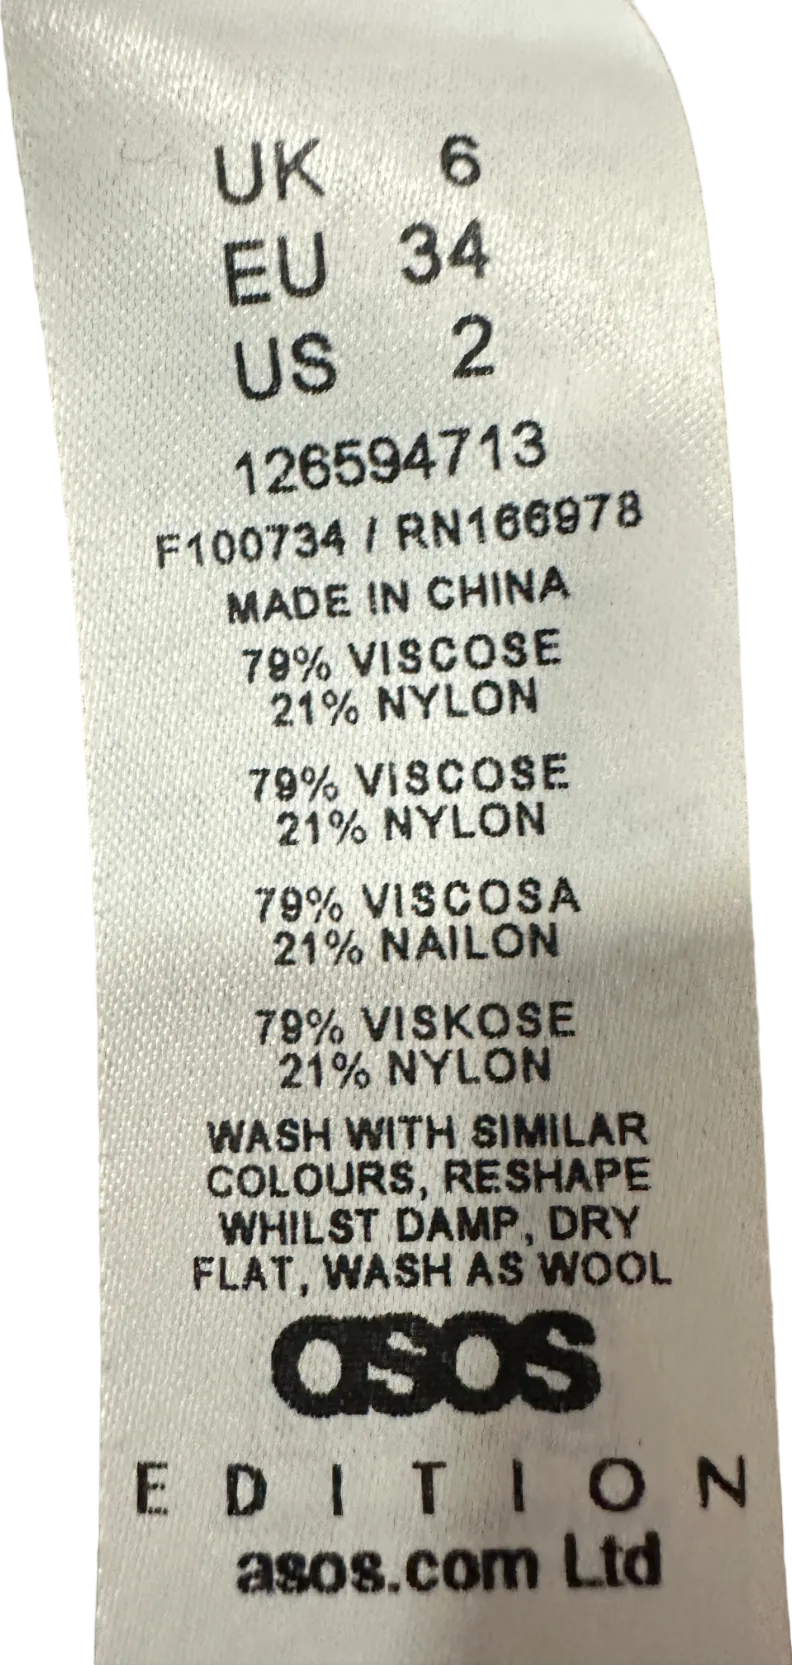 UK 6
EU 34
US 2
126594713
F100734 / RN166978
MADE IN CHINA
79% VISCOSE
21% NYLON
79% VISCOSE
21% NYLON
79% VISCOSA
21% NAILON
79% VISKOSE
21% NYLON
WASH WITH SIMILAR
COLOURS, RESHAPE
WHILST DAMP, DRY
FLAT, WASH AS WOOL
asos
EDITION
asos.com Ltd